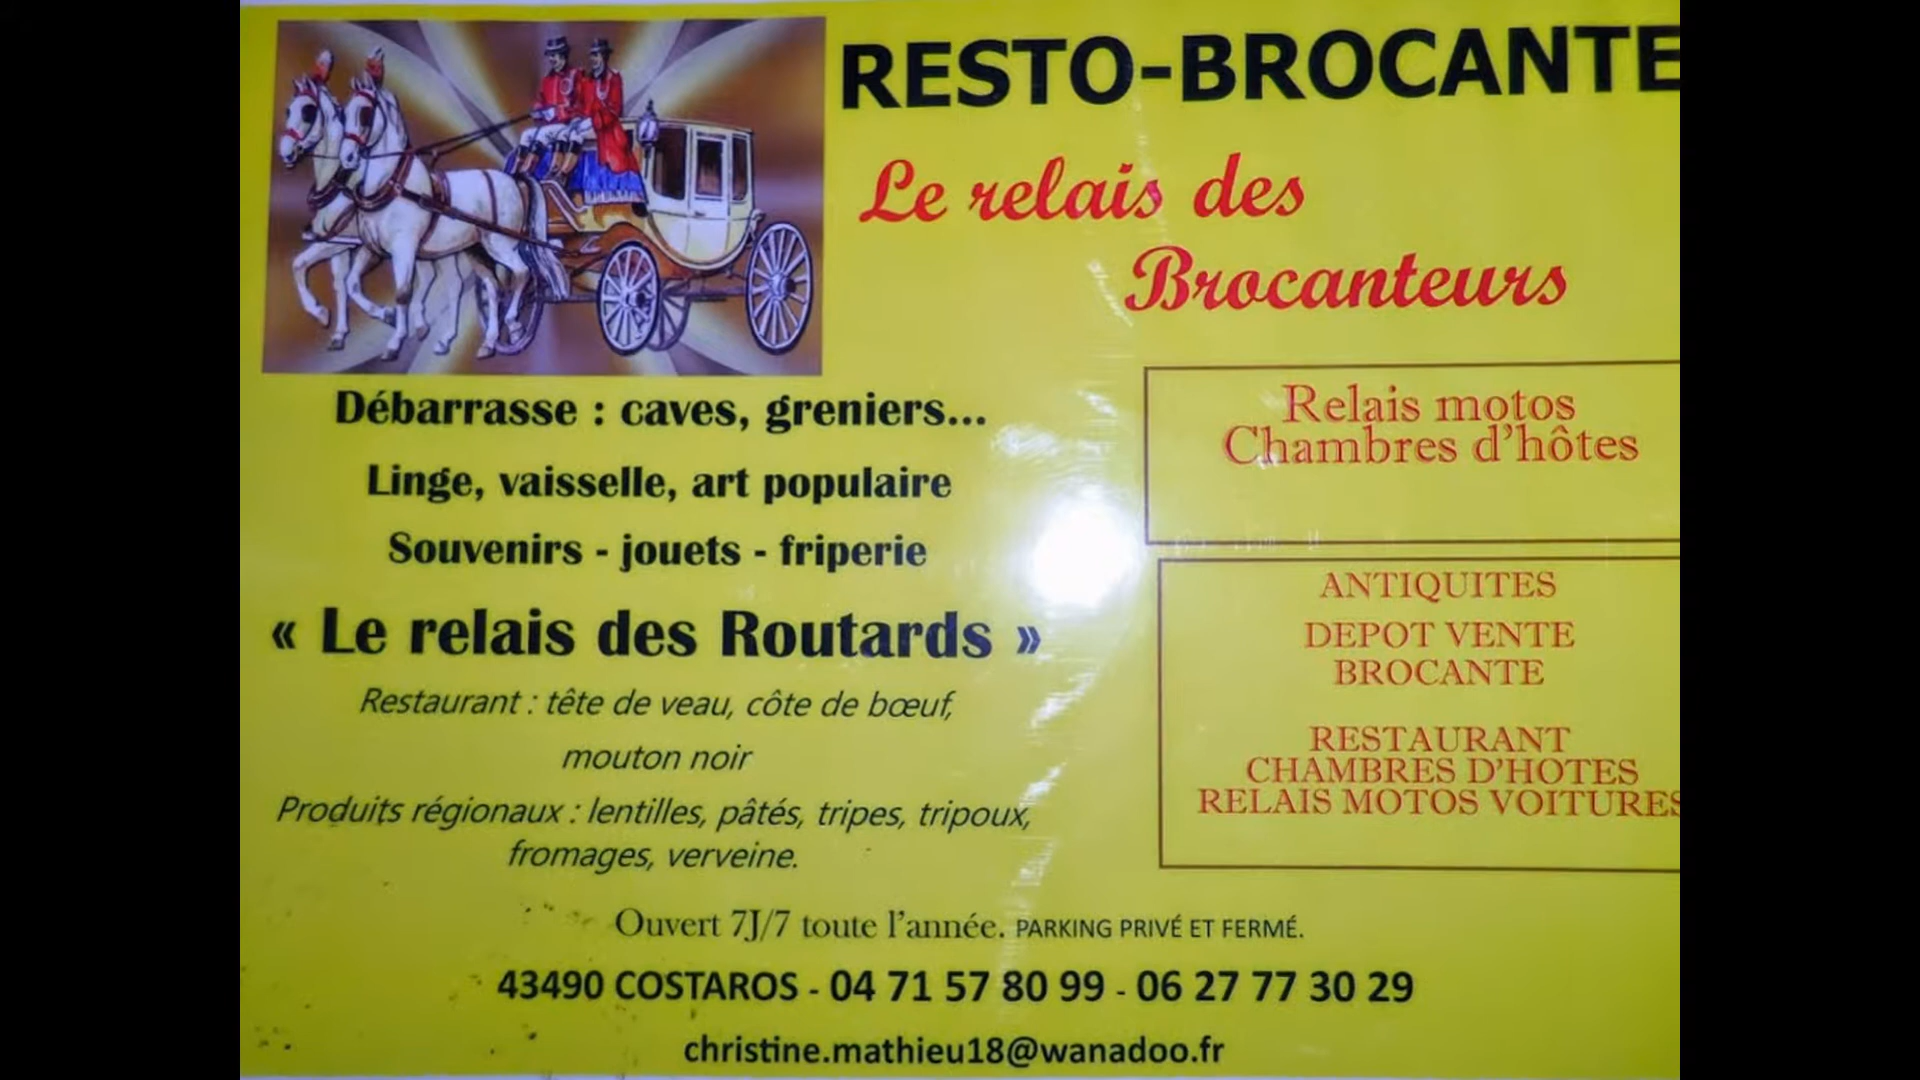 RESTO-BROCANTE
Le relais des
Brocanteurs
Débarrasse : caves, greniers...
Linge, vaisselle, art populaire
Souvenirs - jouets - friperie
« Le relais des Routards »
Restaurant : tête de veau, côte de bœuf,
mouton noir
Produits régionaux : lentilles, pâtés, tripes, tripoux,
fromages, verveine.
Relais motos
Chambres d'hôtes
ANTIQUITES
DEPOT VENTE
BROCANTE
RESTAURANT
CHAMBRES D'HOTES
RELAIS MOTOS VOITURES
Ouvert 7J/7 toute l'année. PARKING PRIVÉ ET FERMÉ.
43490 COSTAROS - 04 71 57 80 99 - 06 27 77 30 29
christine.mathieu18@wanadoo.fr